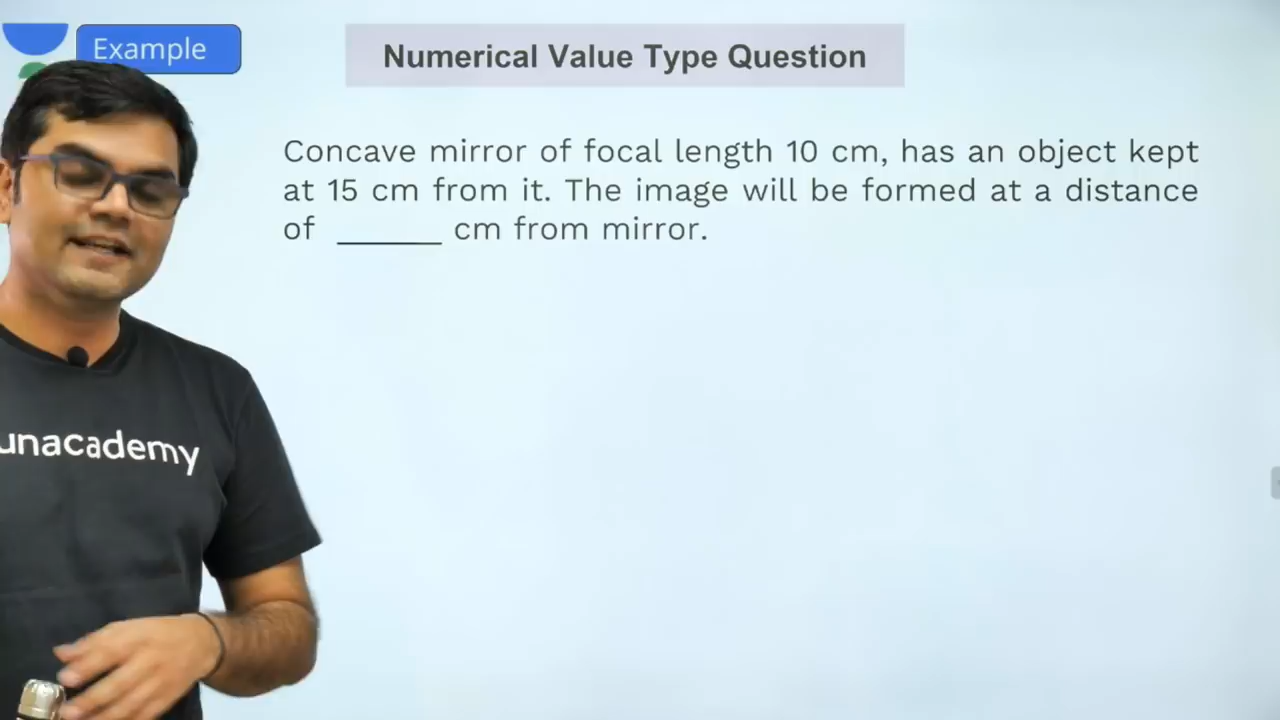 Example
Numerical Value Type Question
Concave mirror of focal length 10 cm, has an object kept
at 15 cm from it. The image will be formed at a distance
of ______ cm from mirror.
unacademy